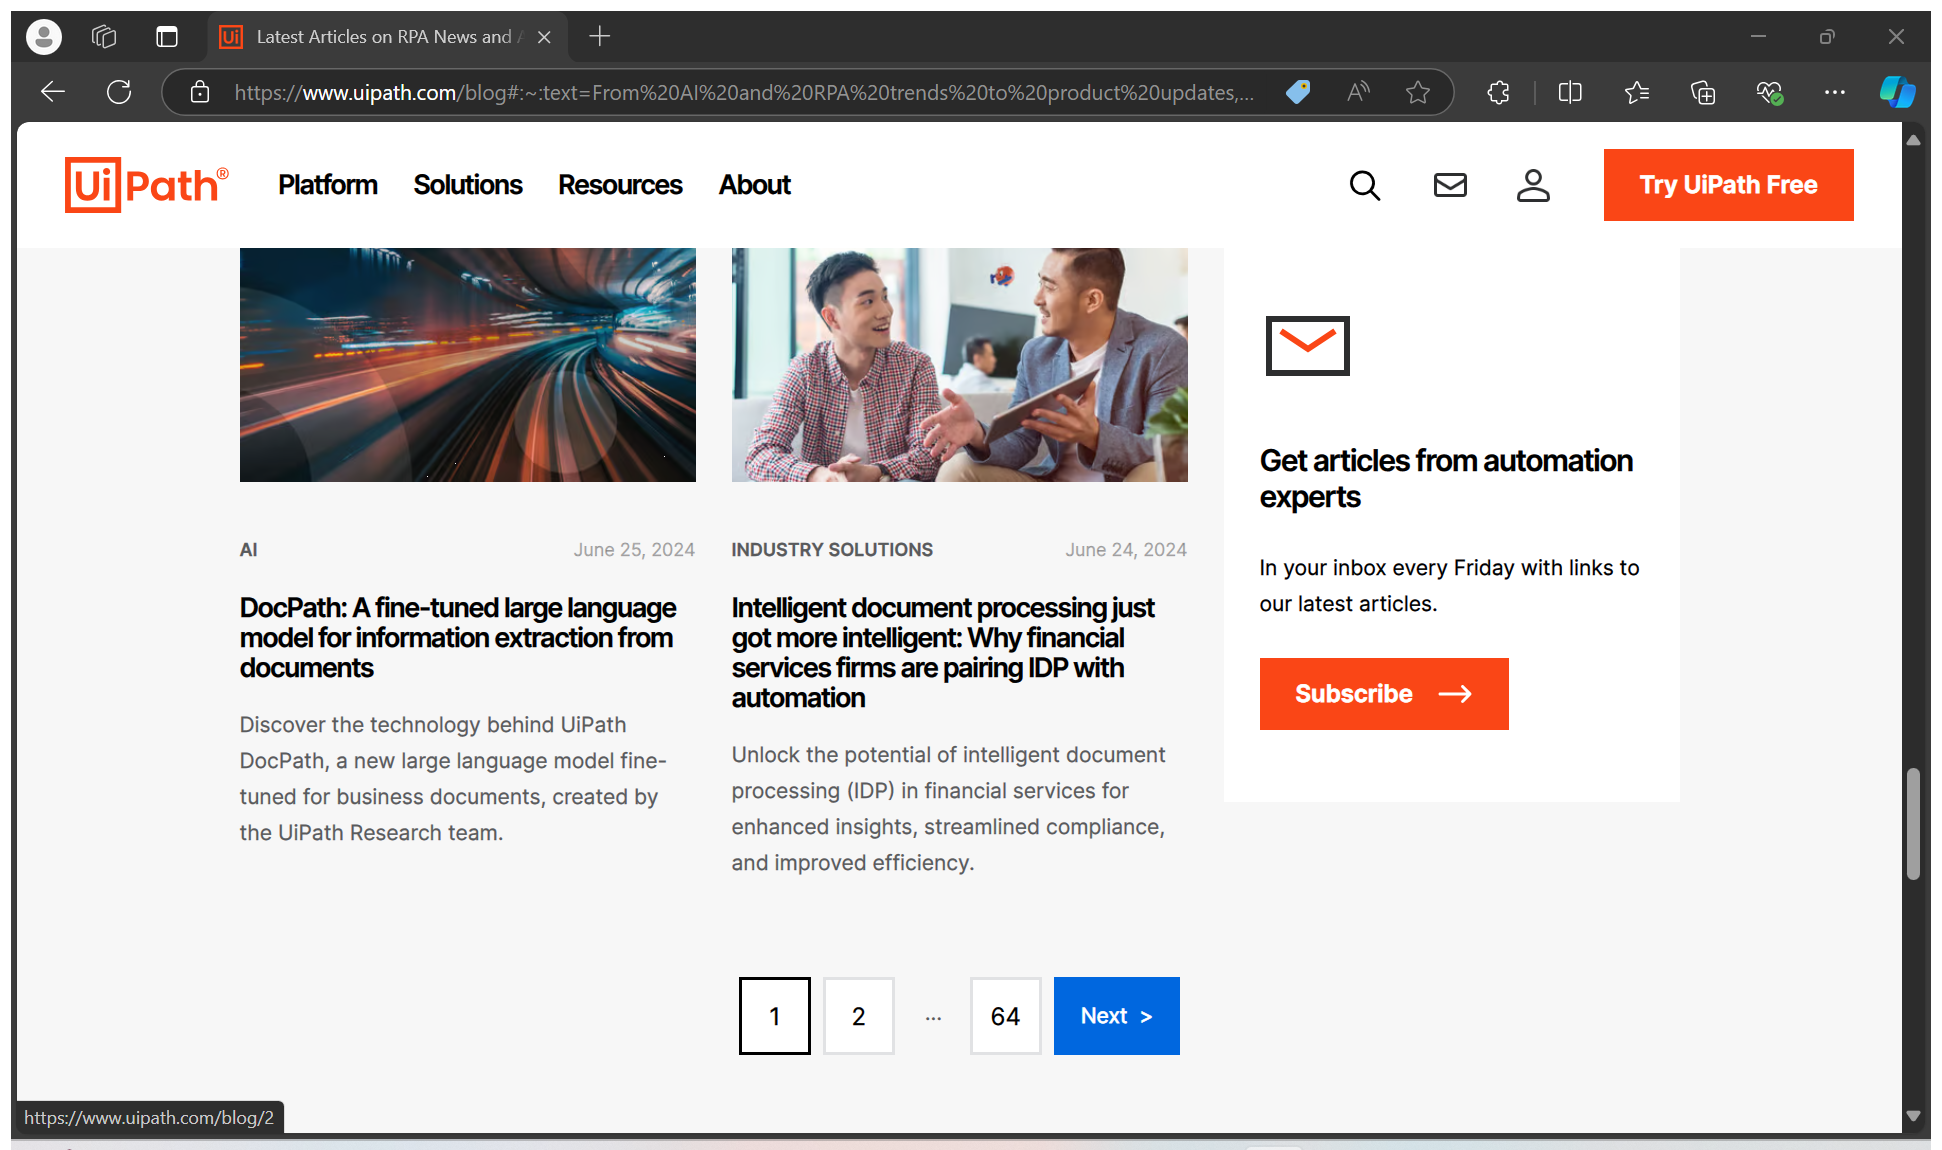 Ui Latest Articles on RPA News and A
https://www.uipath.com/blog#:~:text=From%20AI%20and%20RPA%20trends%20to%20product%20updates,...
UiPath® Platform Solutions Resources About Try UiPath Free
AI June 25, 2024
DocPath: A fine-tuned large language
model for information extraction from
documents
Discover the technology behind UiPath
DocPath, a new large language model fine-
tuned for business documents, created by
the UiPath Research team.
INDUSTRY SOLUTIONS June 24, 2024
Intelligent document processing just
got more intelligent: Why financial
services firms are pairing IDP with
automation
Unlock the potential of intelligent document
processing (IDP) in financial services for
enhanced insights, streamlined compliance,
and improved efficiency.
Get articles from automation
experts
In your inbox every Friday with links to
our latest articles.
Subscribe
1 2 ... 64 Next >
https://www.uipath.com/blog/2